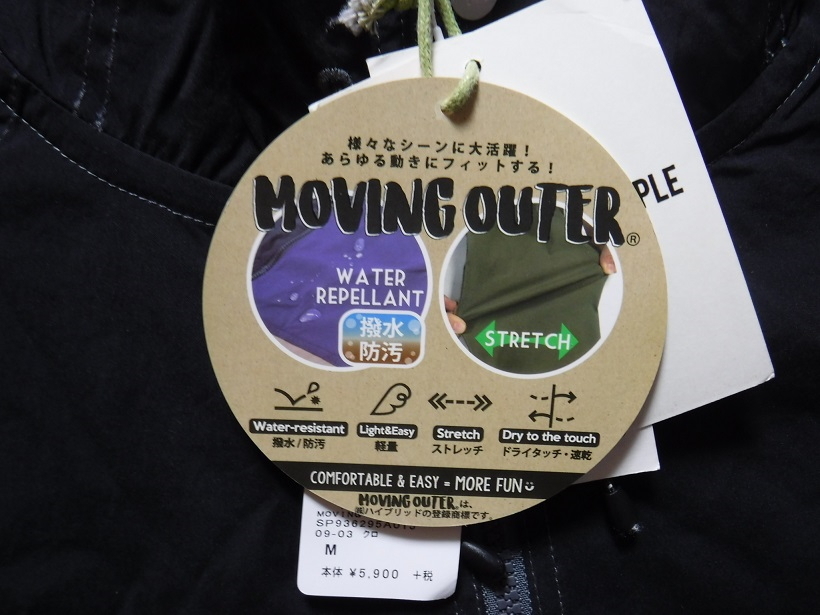 様々なシーンに大活躍！
あらゆる動きにフィットする！
MOVING OUTER®
PLE
WATER
REPELLANT
撥水
防汚
STRETCH
Water-resistant
Light&Easy
Stretch
Dry to the touch
撥水/防汚
軽量
ストレッチ
ドライタッチ・速乾
COMFORTABLE & EASY = MORE FUN
MOVING OUTER®は、
㈱ハイブリッドの登録商標です。
09-03 クロ
M
本体 ¥5,900 +税